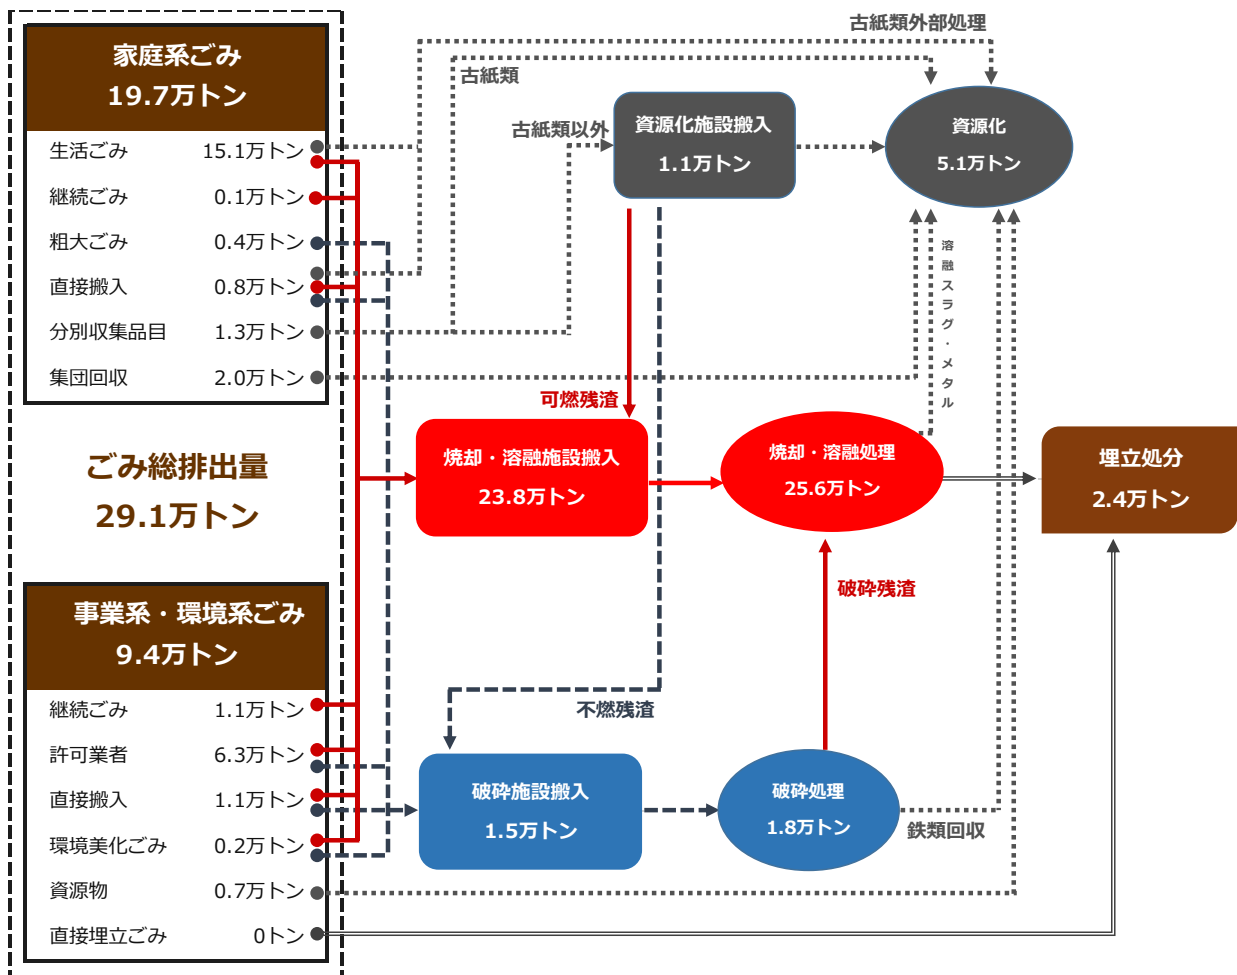 家庭系ごみ
19.7万トン
生活ごみ 15.1万トン
継続ごみ 0.1万トン
粗大ごみ 0.4万トン
直接搬入 0.8万トン
分別収集品目 1.3万トン
集団回収 2.0万トン
ごみ総排出量
29.1万トン
事業系・環境系ごみ
9.4万トン
継続ごみ 1.1万トン
許可業者 6.3万トン
直接搬入 1.1万トン
環境美化ごみ 0.2万トン
資源物 0.7万トン
直接埋立ごみ 0トン
古紙類外部処理
古紙類
古紙類以外
資源化施設搬入
1.1万トン
資源化
5.1万トン
溶融スラグ・メタル
可燃残渣
焼却・溶融施設搬入
23.8万トン
焼却・溶融処理
25.6万トン
埋立処分
2.4万トン
破砕残渣
不燃残渣
破砕施設搬入
1.5万トン
破砕処理
1.8万トン
鉄類回収